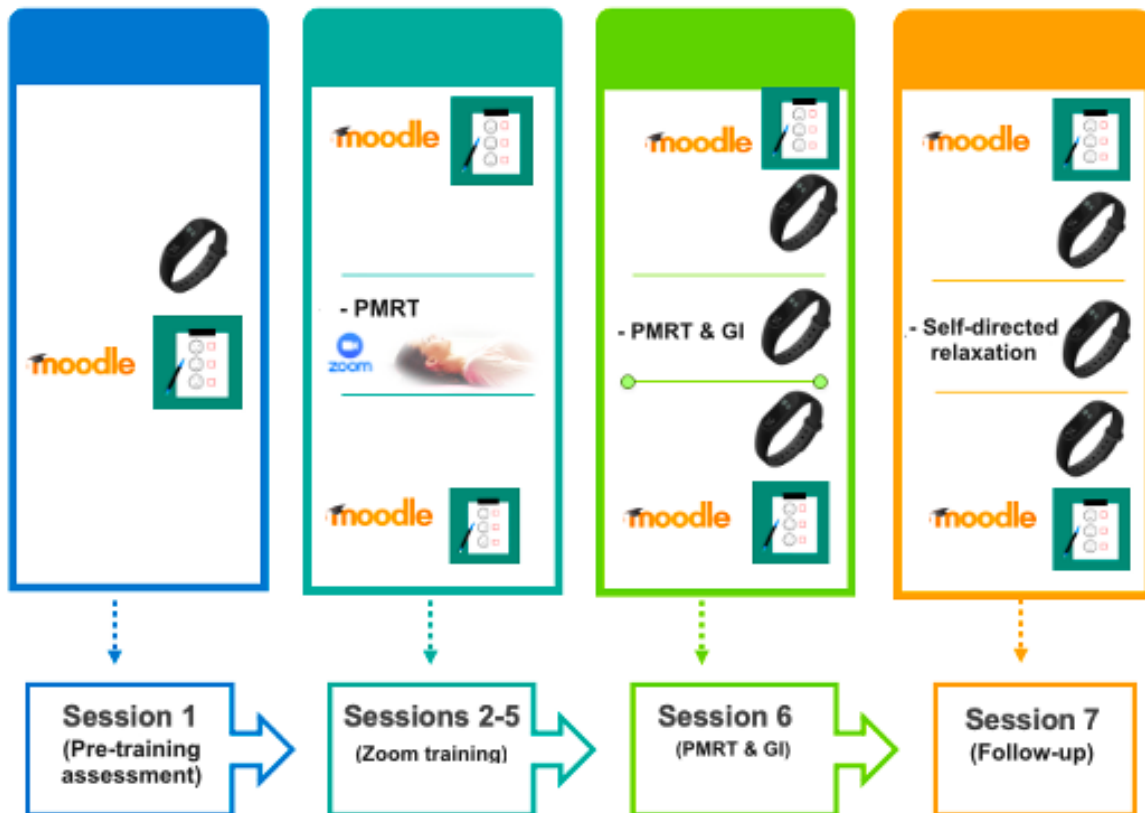 moodle
moodle
- PMRT
zoom
moodle
moodle
- PMRT & GI
moodle
moodle
- Self-directed
relaxation
moodle
Session 1
(Pre-training
assessment)
Sessions 2-5
(Zoom training)
Session 6
(PMRT & GI)
Session 7
(Follow-up)